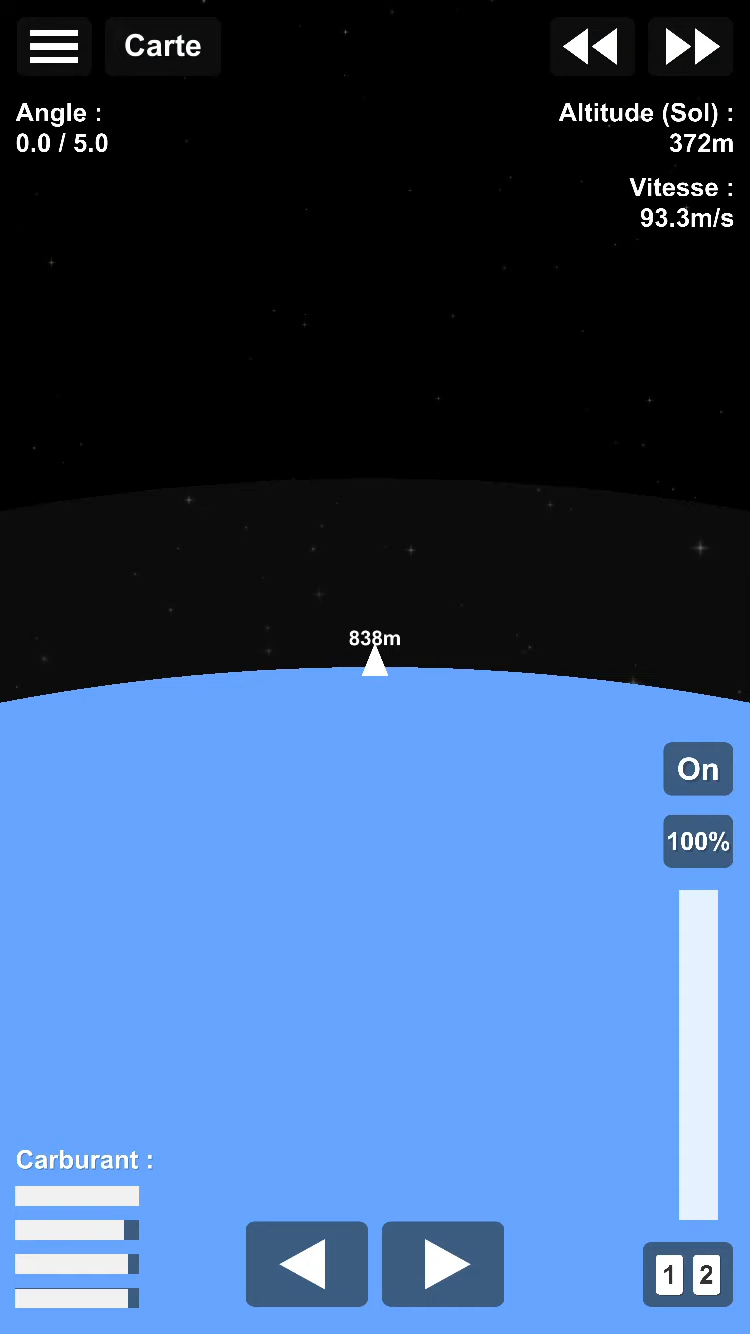 Carte
Angle :
0.0 / 5.0
Altitude (Sol) :
372m
Vitesse :
93.3m/s
838m
On
100%
Carburant :
1 2